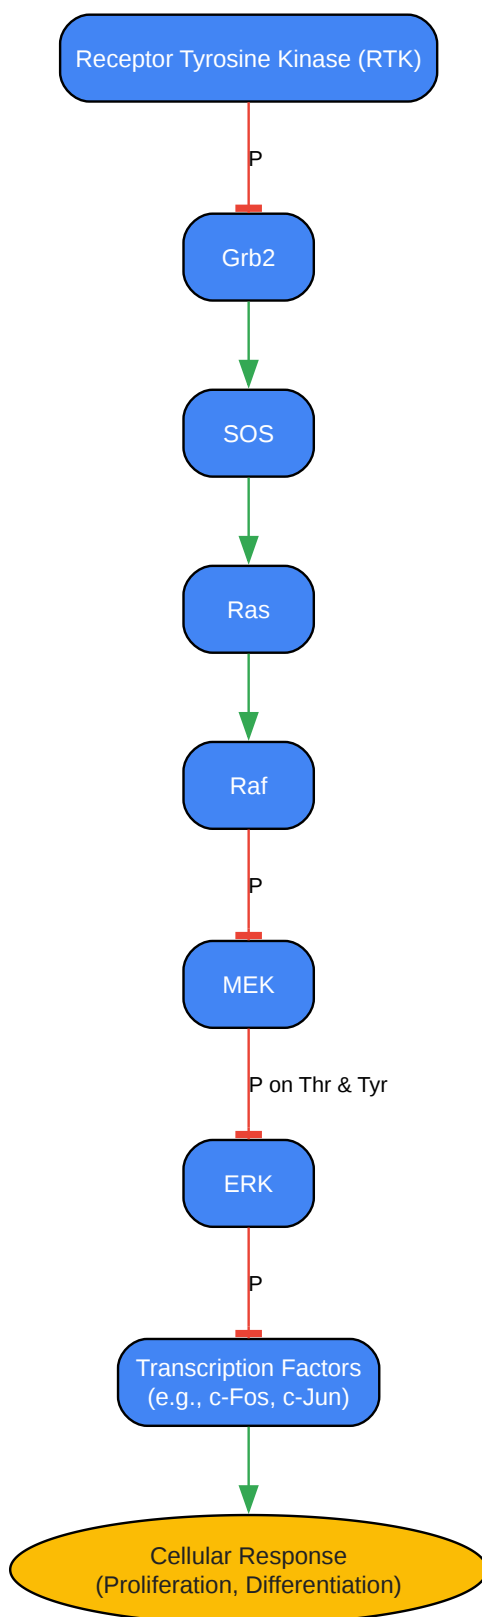 Receptor Tyrosine Kinase (RTK)
P
Grb2
SOS
Ras
Raf
P
MEK
P on Thr & Tyr
ERK
P
Transcription Factors
(e.g., c-Fos, c-Jun)
Cellular Response
(Proliferation, Differentiation)